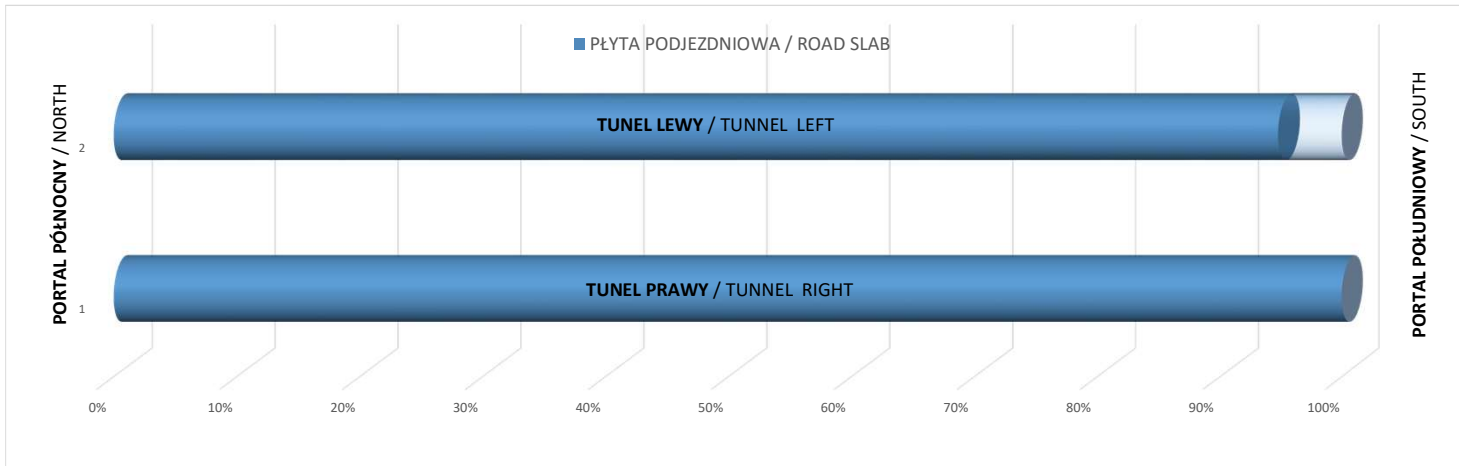 PŁYTA PODJEZDNIOWA / ROAD SLAB
PORTAL PÓŁNOCNY / NORTH
2
TUNEL LEWY / TUNNEL LEFT
PORTAL POŁUDNIOWY / SOUTH
1
TUNEL PRAWY / TUNNEL RIGHT
0% 10% 20% 30% 40% 50% 60% 70% 80% 90% 100%